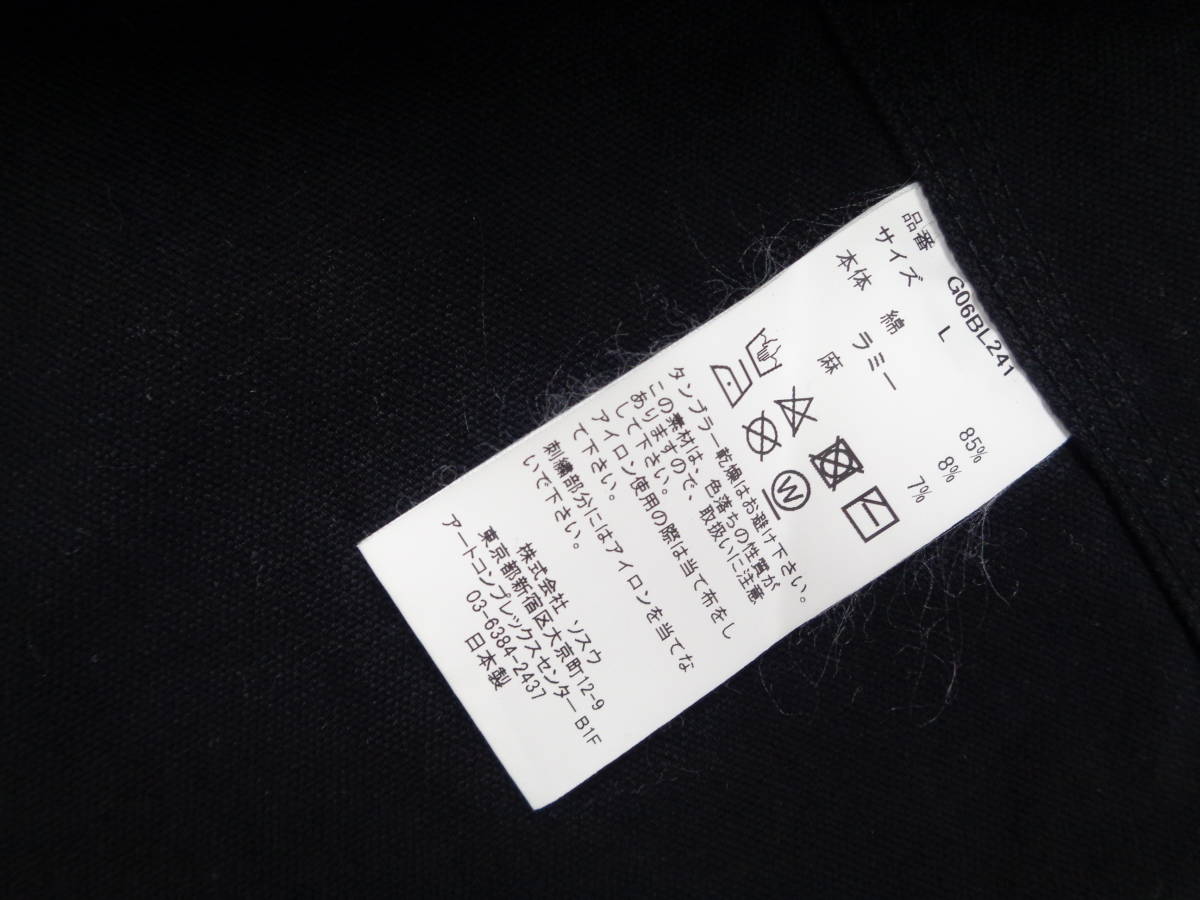 品番 G06BL241
サイズ L
本体 綿 85%
ラミー 8%
麻 7%
W
タンブラー乾燥はお避け下さい。
この素材は、色落ちの性質が
ありますので、取扱いに注意
して下さい。
アイロン使用の際は当て布をし
て下さい。
刺繍部分にはアイロンを当てな
いで下さい。
株式会社 ソスウ
東京都新宿区大京町12-9
アートコンプレックスセンター B1F
03-6384-2437
日本製